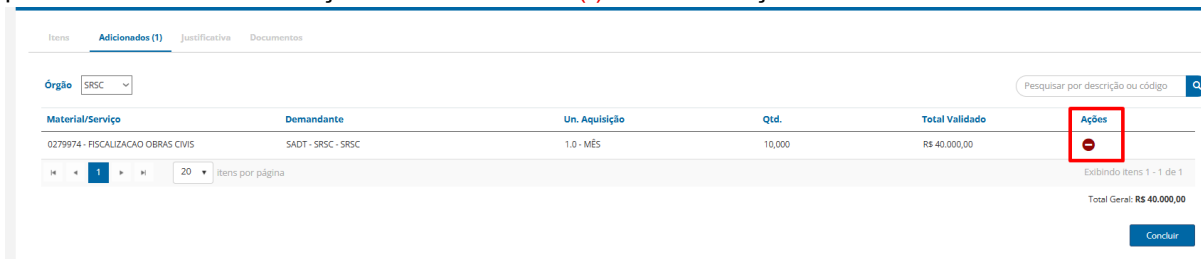 (-)
Itens Adicionados (1) Justificativa Documentos
Órgão SRSC
Pesquisar por descrição ou código
Material/Serviço Demandante Un. Aquisição Qtd. Total Validado Ações
0279974 - FISCALIZACAO OBRAS CIVIS SADT - SRSC - SRSC 1.0 - MÊS 10,000 R$ 40.000,00
1 20 itens por página Exibindo itens 1 - 1 de 1
Total Geral: R$ 40.000,00
Concluir